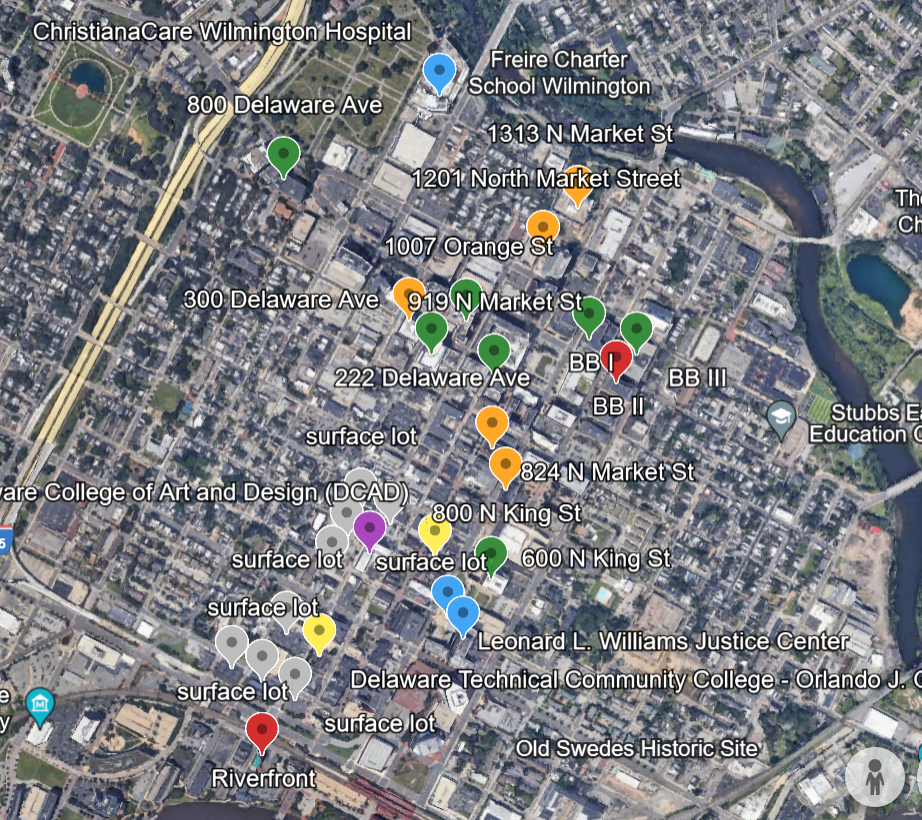 ChristianaCare Wilmington Hospital
Freire Charter
School Wilmington
800 Delaware Ave
1313 N Market St
1201 North Market Street
The
Ch
1007 Orange St
300 Delaware Ave
919 N Market St
BB I
BB III
222 Delaware Ave
BB II
Stubbs Ea
Education C
surface lot
824 N Market St
ware College of Art and Design (DCAD)
800 N King St
5
surface lot
surface lot
600 N King St
surface lot
Leonard L. Williams Justice Center
Delaware Technical Community College - Orlando J. G
surface lot
e
y
M
surface lot
Old Swedes Historic Site
Riverfront